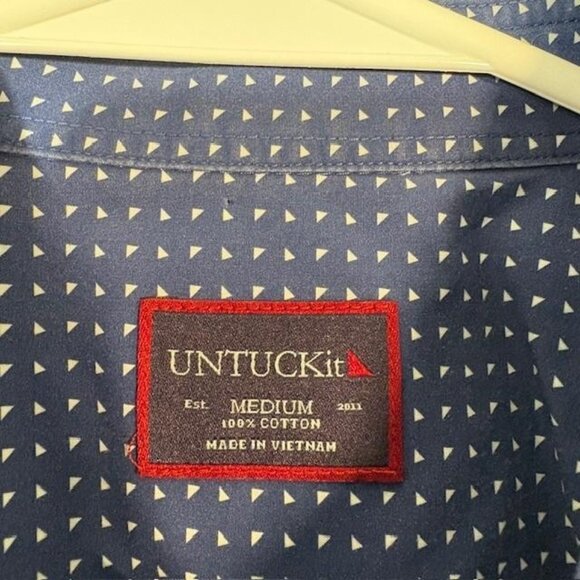 UNTUCKit
Est. MEDIUM 2011
100% COTTON
MADE IN VIETNAM